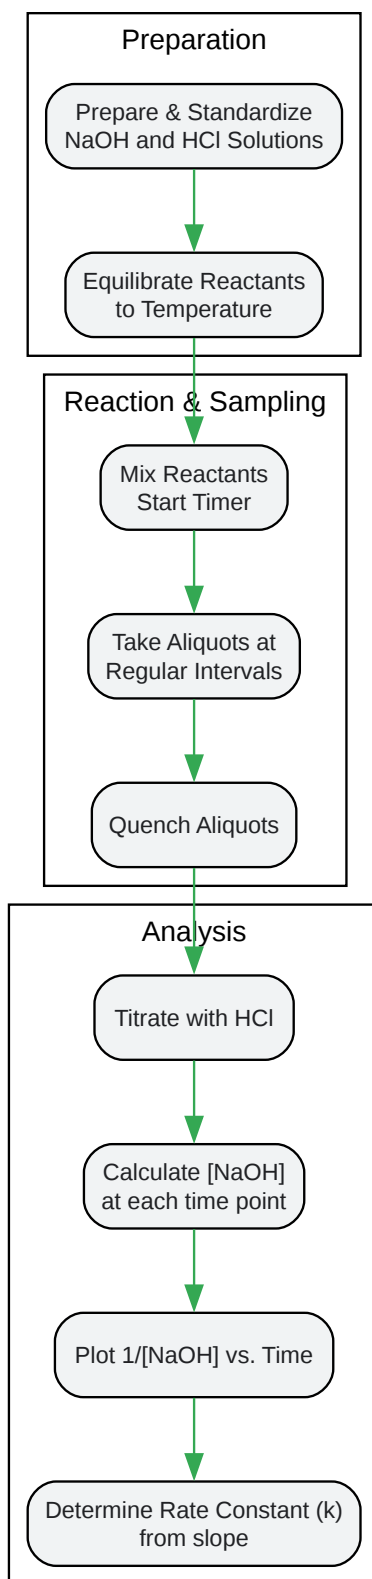 Preparation
Prepare & Standardize
NaOH and HCl Solutions
Equilibrate Reactants
to Temperature
Reaction & Sampling
Mix Reactants
Start Timer
Take Aliquots at
Regular Intervals
Quench Aliquots
Analysis
Titrate with HCl
Calculate [NaOH]
at each time point
Plot 1/[NaOH] vs. Time
Determine Rate Constant (k)
from slope